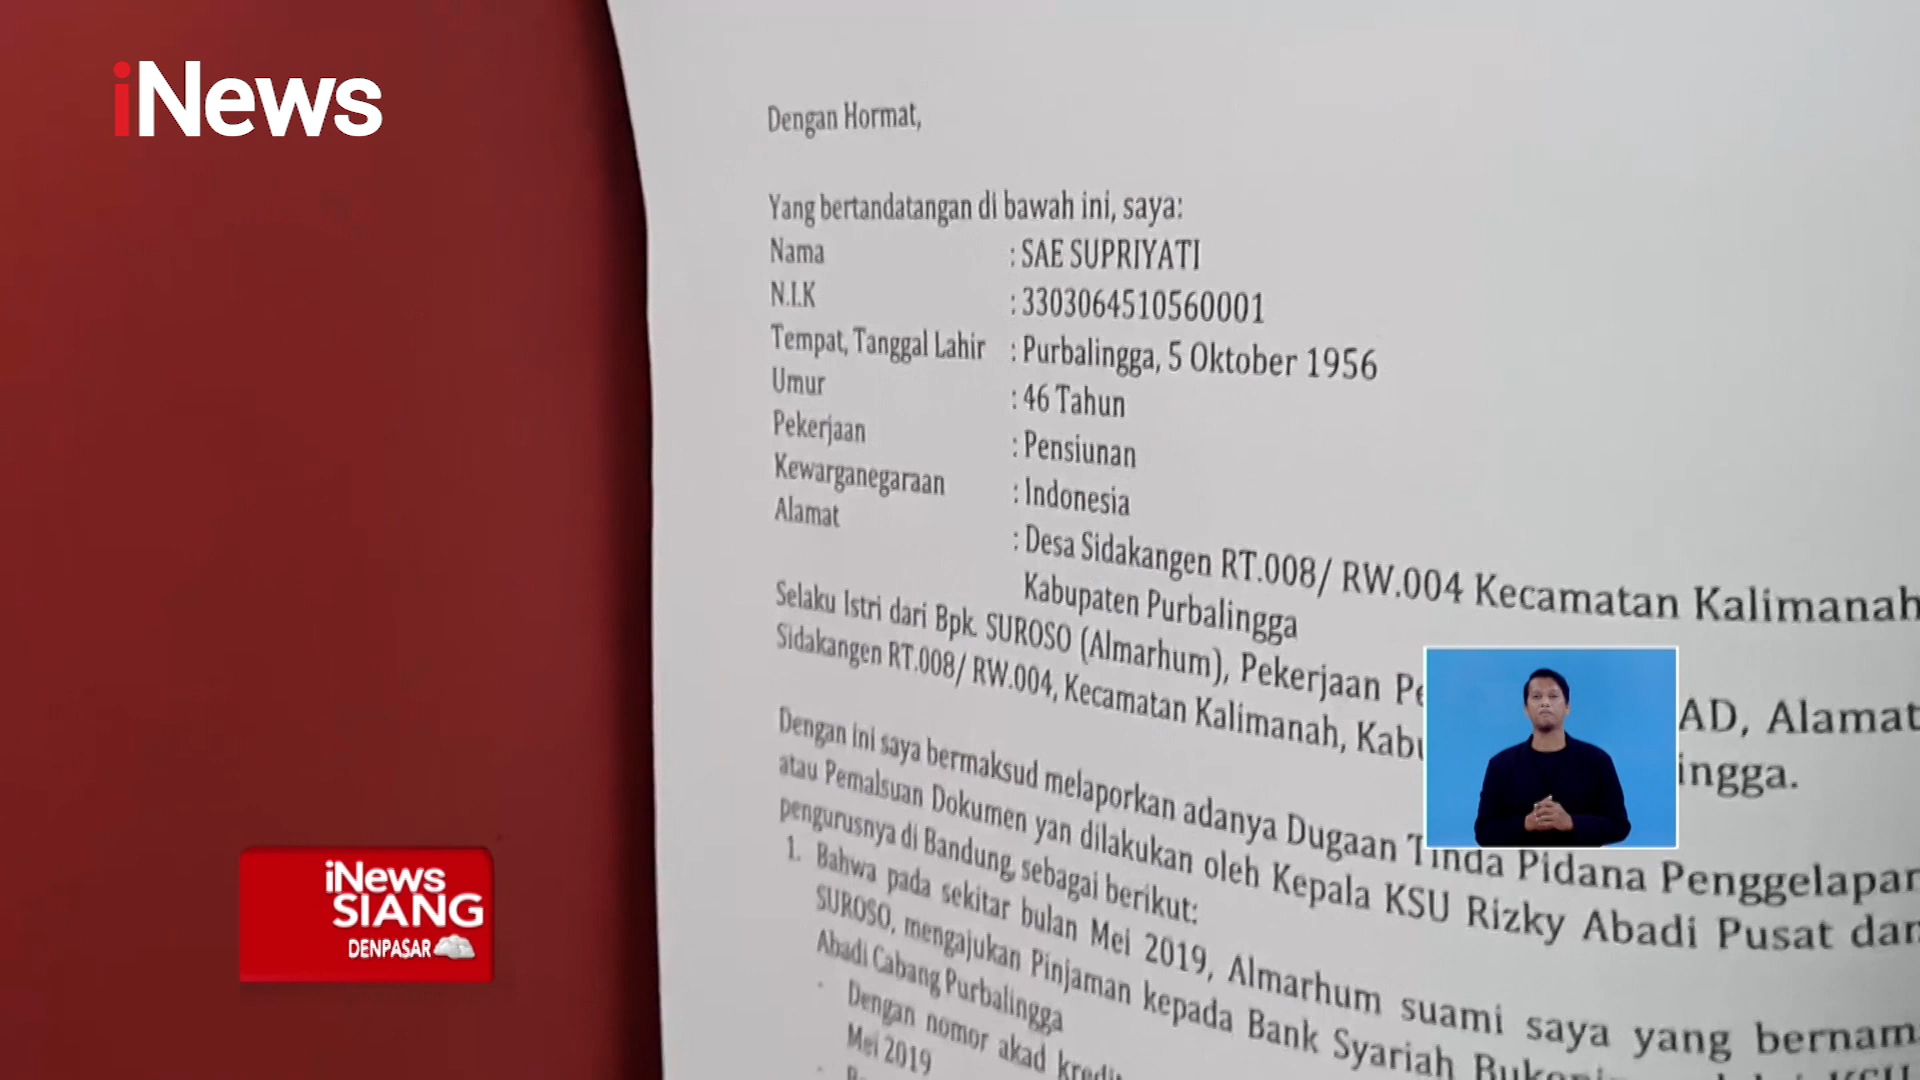 iNews
Dengan Hormat,
Yang bertandatangan di bawah ini, saya:
Nama : SAE SUPRIYATI
N.I.K : 3303064510560001
Tempat, Tanggal Lahir : Purbalingga, 5 Oktober 1956
Umur : 46 Tahun
Pekerjaan : Pensiunan
Kewarganegaraan : Indonesia
Alamat : Desa Sidakangen RT.008/ RW.004 Kecamatan Kalimanah
Kabupaten Purbalingga
Selaku Istri dari Bpk. SUROSO (Almarhum), Pekerjaan AD, Alamat
Sidakangen RT.008/ RW.004, Kecamatan Kalimanah, ingga.
Dengan ini saya bermaksud melaporkan adanya Dugaan Tinda Pidana Penggelapan
atau Pemalsuan Dokumen yan dilakukan oleh Kepala KSU Rizky Abadi Pusat dan
pengurusnya di Bandung, sebagai berikut:
1. Bahwa pada sekitar bulan Mei 2019, Almarhum suami saya yang bernam
SUROSO, mengajukan Pinjaman kepada Bank Syariah
Abadi Cabang Purbalingga
- Dengan nomor akad kredit
Mei 2019
iNews
SIANG
DENPASAR